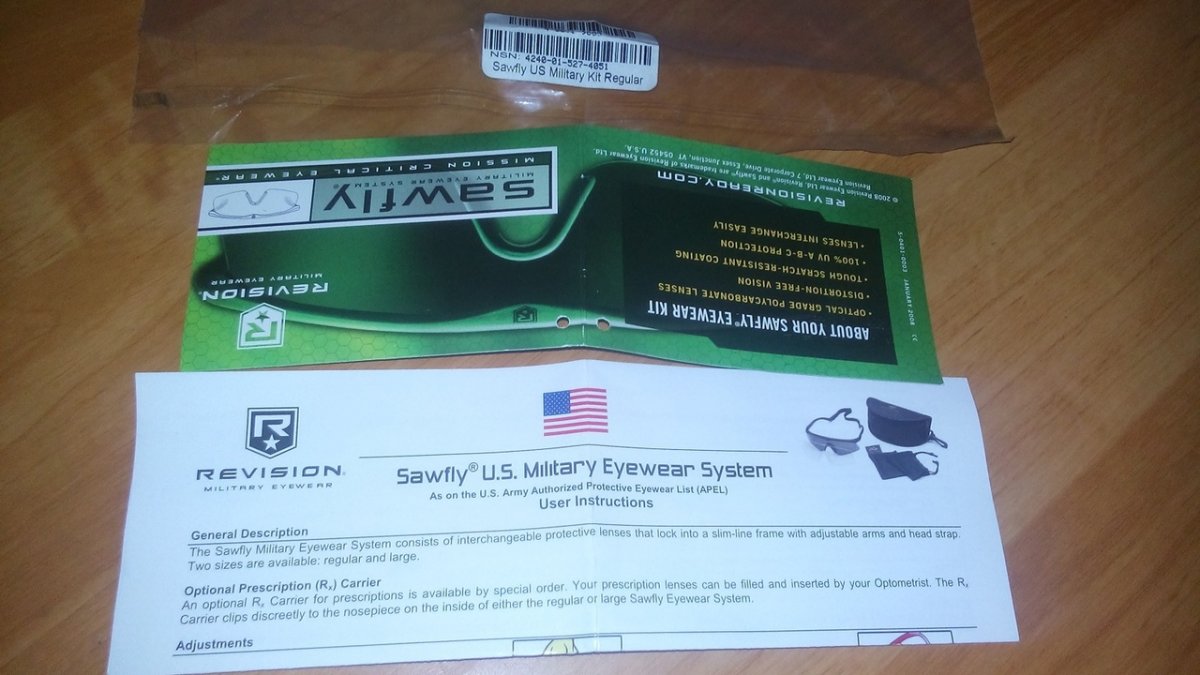 NSN: 4240-01-527-4051
Sawfly US Military Kit Regular
© 2008 Revision Eyewear Ltd. Revision® and Sawfly® are trademarks of Revision Eyewear Ltd.
Revision Eyewear Ltd. 7 Corporate Drive, Essex Junction, VT 05452 U.S.A.
REVISIONREADY.COM
• LENSES INTERCHANGE EASILY
• 100% UV A-B-C PROTECTION
• TOUGH SCRATCH-RESISTANT COATING
• DISTORTION-FREE VISION
• OPTICAL GRADE POLYCARBONATE LENSES
ABOUT YOUR SAWFLY® EYEWEAR KIT
JANUARY 2008
MISSION CRITICAL EYEWEAR
sawfly
MILITARY EYEWEAR SYSTEM®
MILITARY EYEWEAR
REVISION
R
R
REVISION®
MILITARY EYEWEAR
Sawfly® U.S. Military Eyewear System
As on the U.S. Army Authorized Protective Eyewear List (APEL)
User Instructions
General Description
The Sawfly Military Eyewear System consists of interchangeable protective lenses that lock into a slim-line frame with adjustable arms and head strap.
Two sizes are available: regular and large.
Optional Prescription (Rx) Carrier
An optional Rx Carrier for prescriptions is available by special order. Your prescription lenses can be filled and inserted by your Optometrist. The Rx
Carrier clips discreetly to the nosepiece on the inside of either the regular or large Sawfly Eyewear System.
Adjustments